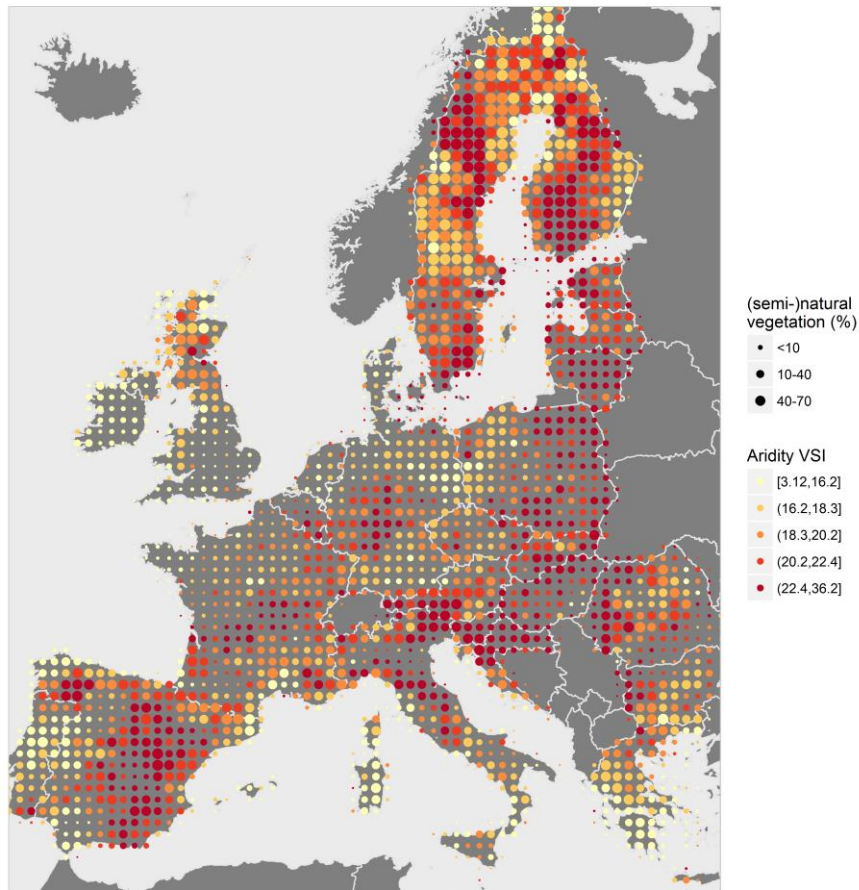 (semi-)natural
vegetation (%)
<10
10-40
40-70
Aridity VSI
[3.12,16.2]
(16.2,18.3]
(18.3,20.2]
(20.2,22.4]
(22.4,36.2]